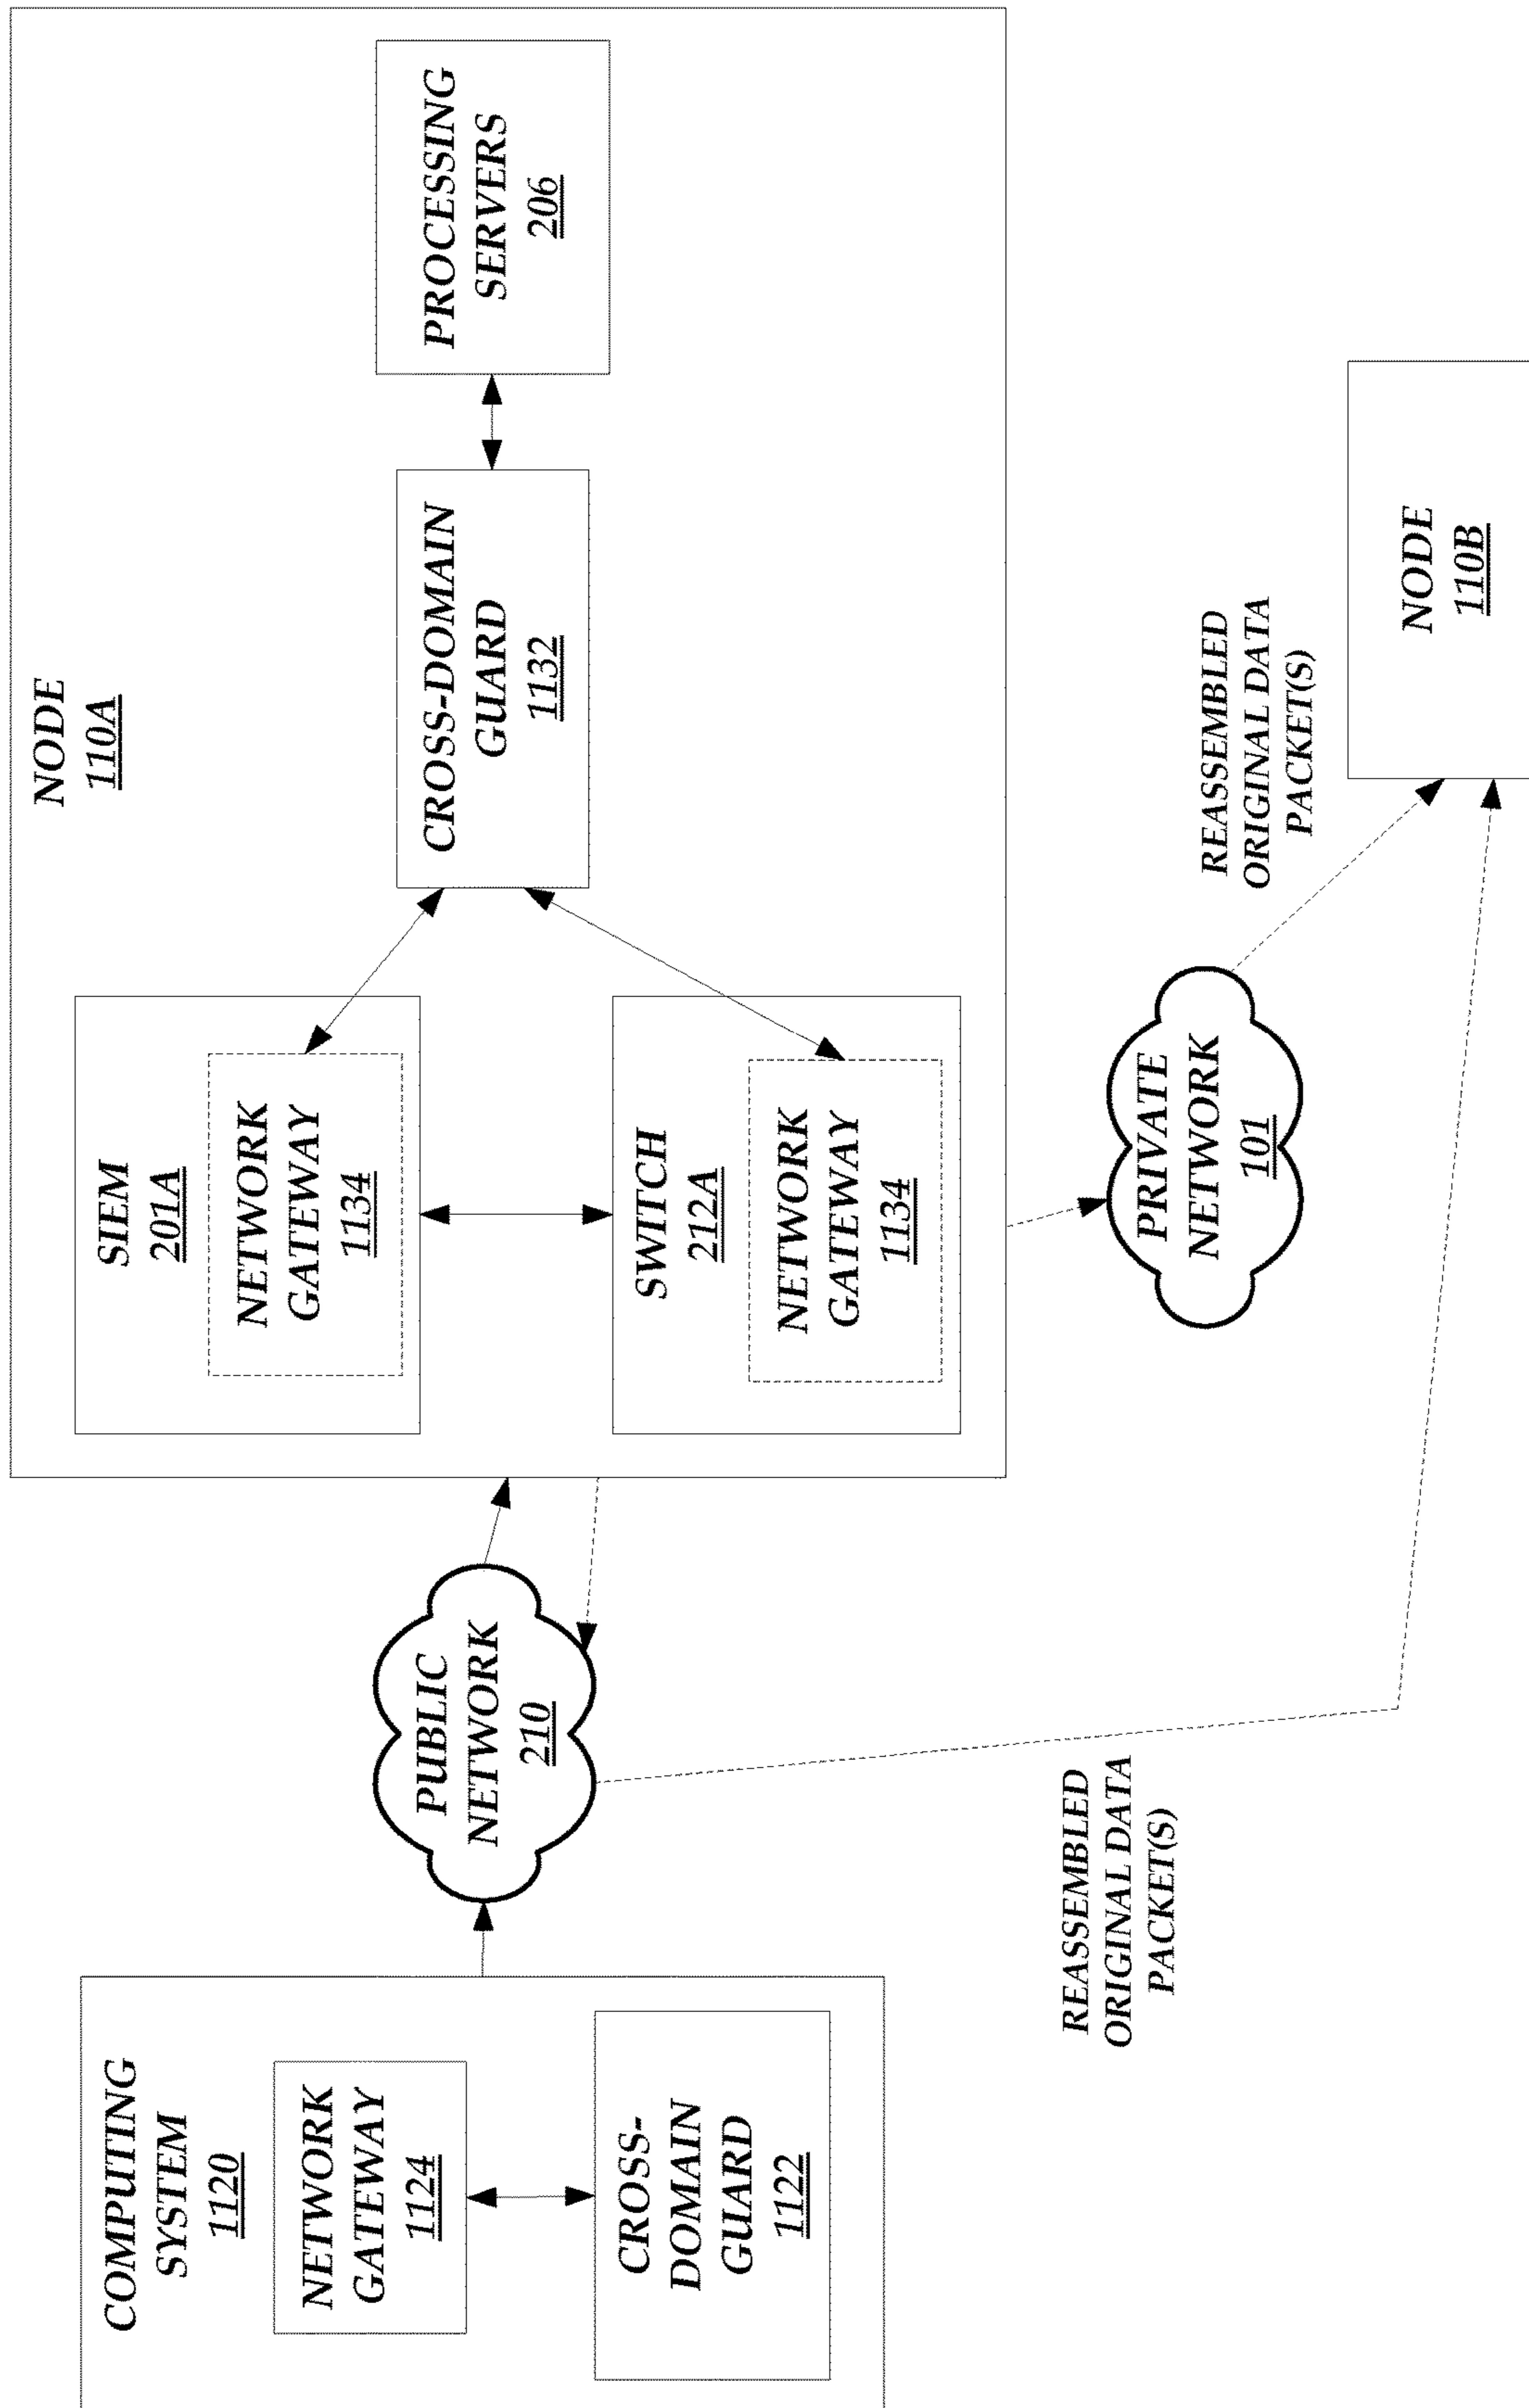 COMPUTING
SYSTEM
1120
NETWORK
GATEWAY
1124
CROSS-
DOMAIN
GUARD
1122
PUBLIC
NETWORK
210
REASSEMBLED
ORIGINAL DATA
PACKET(S)
NODE
110A
SIEM
201A
NETWORK
GATEWAY
1134
SWITCH
212A
NETWORK
GATEWAY
1134
CROSS-DOMAIN
GUARD
1132
PROCESSING
SERVERS
206
PRIVATE
NETWORK
101
REASSEMBLED
ORIGINAL DATA
PACKET(S)
NODE
110B